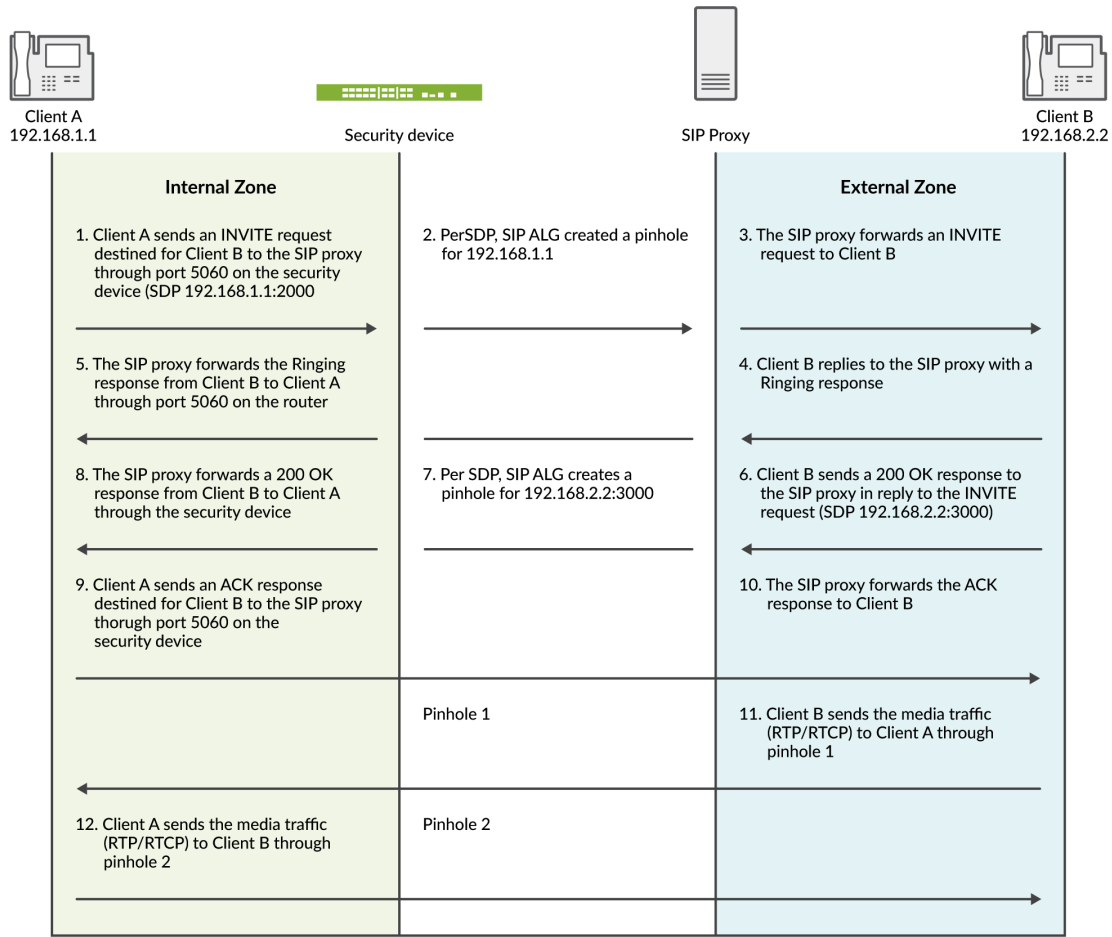 Client A
192.168.1.1
Security device
SIP Proxy
Client B
192.168.2.2
Internal Zone
External Zone
1. Client A sends an INVITE request
destined for Client B to the SIP proxy
through port 5060 on the security
device (SDP 192.168.1.1:2000
2. PerSDP, SIP ALG created a pinhole
for 192.168.1.1
3. The SIP proxy forwards an INVITE
request to Client B
5. The SIP proxy forwards the Ringing
response from Client B to Client A
through port 5060 on the router
4. Client B replies to the SIP proxy with a
Ringing response
8. The SIP proxy forwards a 200 OK
response from Client B to Client A
through the security device
7. Per SDP, SIP ALG creates a
pinhole for 192.168.2.2:3000
6. Client B sends a 200 OK response to
the SIP proxy in reply to the INVITE
request (SDP 192.168.2.2:3000)
9. Client A sends an ACK response
destined for Client B to the SIP proxy
thorugh port 5060 on the
security device
10. The SIP proxy forwards the ACK
response to Client B
Pinhole 1
11. Client B sends the media traffic
(RTP/RTCP) to Client A through
pinhole 1
12. Client A sends the media traffic
(RTP/RTCP) to Client B through
pinhole 2
Pinhole 2